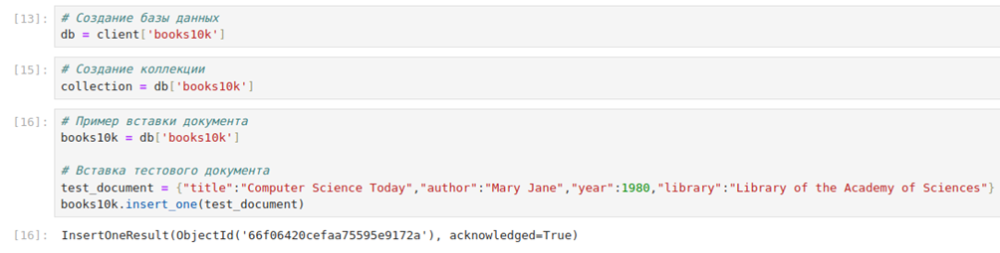 [13]: # Создание базы данных
db = client['books10k']
[15]: # Создание коллекции
collection = db['books10k']
[16]: # Пример вставки документа
books10k = db['books10k']
# Вставка тестового документа
test_document = {"title":"Computer Science Today","author":"Mary Jane","year":1980,"library":"Library of the Academy of Sciences"}
books10k.insert_one(test_document)
[16]: InsertOneResult(ObjectId('66f06420cefaa75595e9172a'), acknowledged=True)